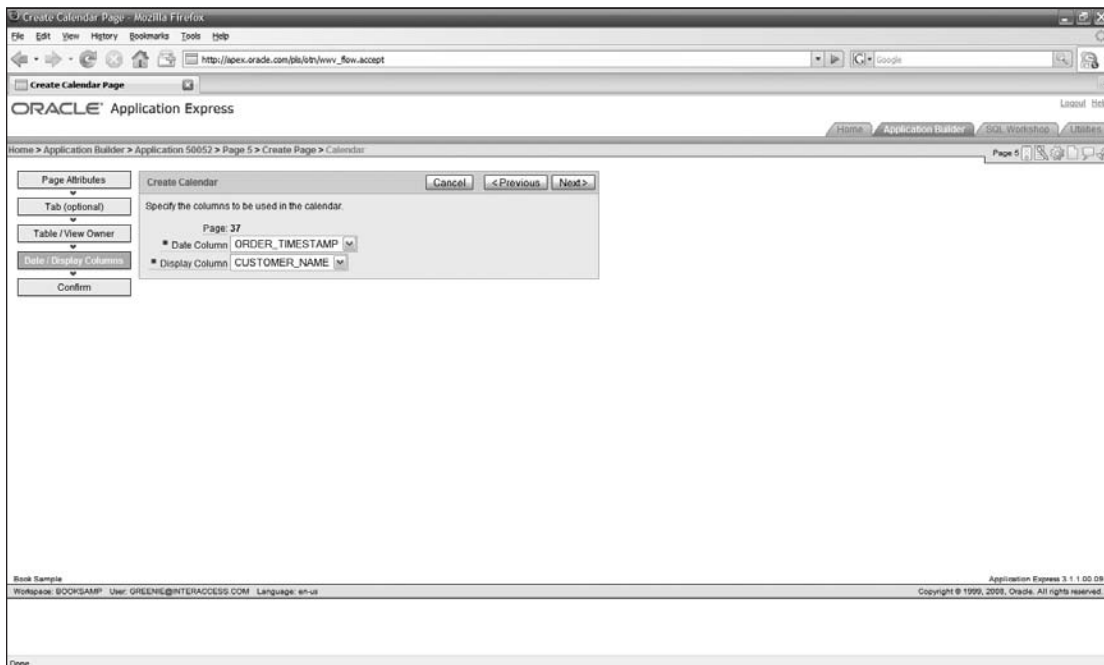 Create Calendar Page - Mozilla Firefox
File Edit View History Bookmarks Tools Help
http://apex.oracle.com/pls/otn/wwv_flow.accept
Google
Create Calendar Page
ORACLE Application Express
Logout Hel
Home Application Builder SQL Workshop Utilities
Home > Application Builder > Application 50052 > Page 5 > Create Page > Calendar
Page 5
Page Attributes
Tab (optional)
Table / View Owner
Date / Display Columns
Confirm
Create Calendar
Cancel < Previous Next >
Specify the columns to be used in the calendar.
Page: 37
* Date Column ORDER_TIMESTAMP
* Display Column CUSTOMER_NAME
Book Sample
Application Express 3.1.1.00.09
Workspace: BOOKSAMP User: GREENIE@INTERACCESS.COM Language: en-us
Copyright © 1999, 2008, Oracle. All rights reserved.
Done